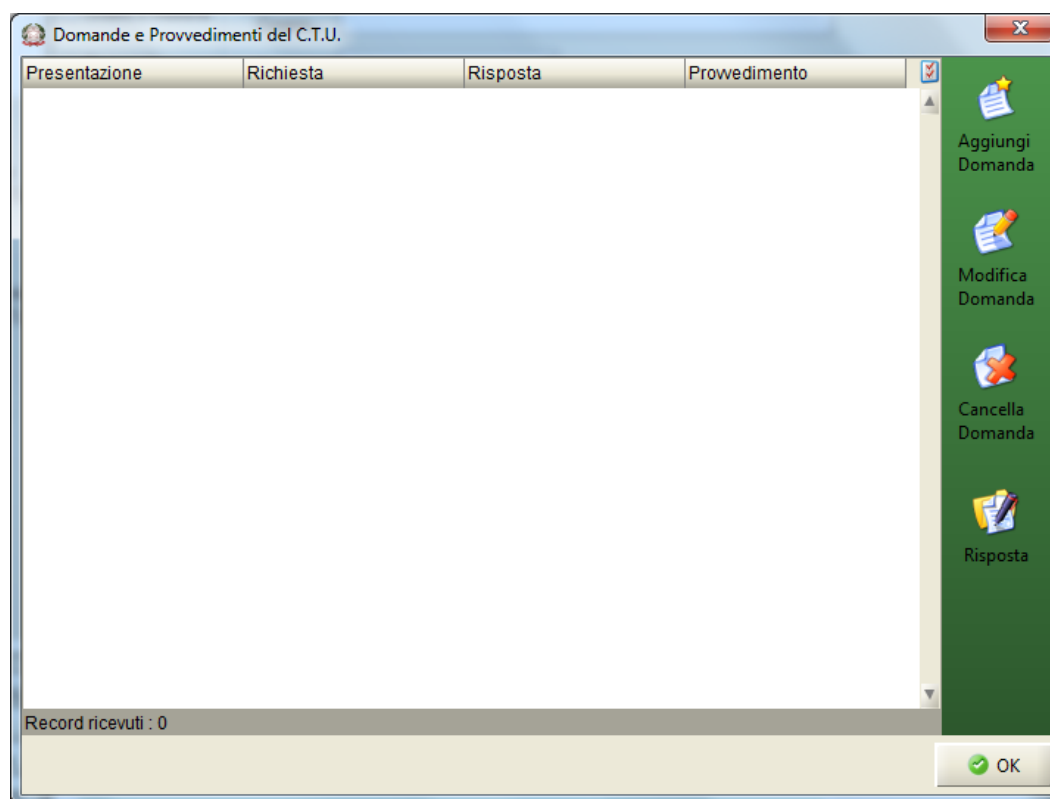 Domande e Provvedimenti del C.T.U.
Presentazione Richiesta Risposta Provvedimento
Aggiungi
Domanda
Modifica
Domanda
Cancella
Domanda
Risposta
Record ricevuti : 0
OK